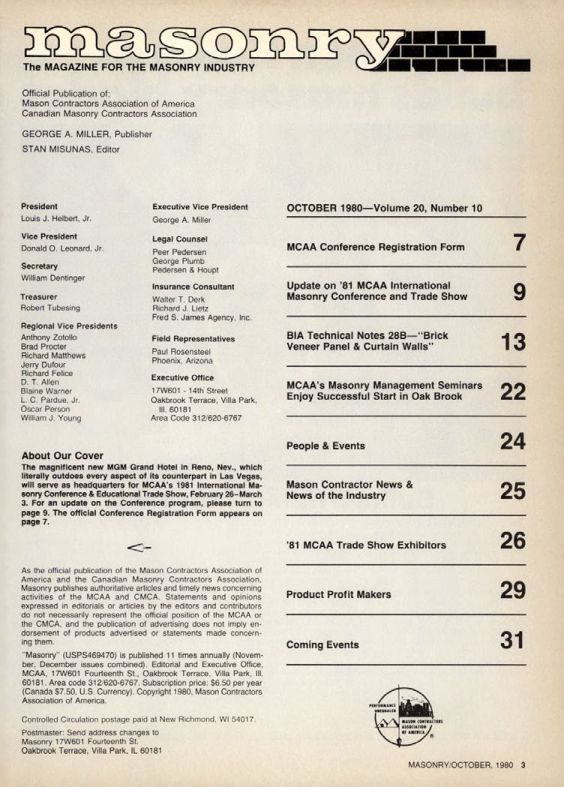 masonry
The MAGAZINE FOR THE MASONRY INDUSTRY
Official Publication of:
Mason Contractors Association of America
Canadian Masonry Contractors Association
GEORGE A. MILLER, Publisher
STAN MISUNAS, Editor
President
Louis J. Helbert, Jr.
Vice President
Donald O. Leonard, Jr.
Secretary
William Dentinger
Treasurer
Robert Tubesing
Regional Vice Presidents
Anthony Zotollo
Brad Procter
Richard Matthews
Jerry Dufour
Richard Felice
D. T. Allen
Blaine Warner
L. C. Pardue, Jr.
Oscar Person
William J. Young
Executive Vice President
George A. Miller
Legal Counsel
Peer Pedersen
George Plumb
Pedersen & Houpt
Insurance Consultant
Walter T. Derk
Richard J. Lietz
Fred S. James Agency, Inc.
Field Representatives
Paul Rosensteel
Phoenix, Arizona
Executive Office
17W601 - 14th Street
Oakbrook Terrace, Villa Park,
Ill. 60181
Area Code 312/620-6767
About Our Cover
The magnificent new MGM Grand Hotel in Reno, Nev., which
literally outdoes every aspect of its counterpart in Las Vegas,
will serve as headquarters for MCAA's 1981 International Ma-
sonry Conference & Educational Trade Show, February 26–March
3. For an update on the Conference program, please turn to
page 9. The official Conference Registration Form appears on
page 7.
As the official publication of the Mason Contractors Association of
America and the Canadian Masonry Contractors Association,
Masonry publishes authoritative articles and timely news concerning
activities of the MCAA and CMCA. Statements and opinions
expressed in editorials or articles by the editors and contributors
do not necessarily represent the official position of the MCAA or
the CMCA, and the publication of advertising does not imply en-
dorsement of products advertised or statements made concern-
ing them.
"Masonry" (USPS469470) is published 11 times annually (Novem-
ber, December issues combined). Editorial and Executive Office,
MCAA, 17W601 Fourteenth St., Oakbrook Terrace, Villa Park, Ill.
60181. Area code 312/620-7667. Subscription price: $6.50 per year
(Canada $7.50, U.S. Currency). Copyright 1980, Mason Contractors
Association of America.
Controlled Circulation postage paid at New Richmond, WI 54017.
Postmaster: Send address changes to
Masonry 17W601 Fourteenth St.
Oakbrook Terrace, Villa Park, IL 60181
OCTOBER 1980—Volume 20, Number 10
MCAA Conference Registration Form 7
Update on '81 MCAA International
Masonry Conference and Trade Show 9
BIA Technical Notes 28B—"Brick
Veneer Panel & Curtain Walls" 13
MCAA's Masonry Management Seminars
Enjoy Successful Start in Oak Brook 22
People & Events 24
Mason Contractor News &
News of the Industry 25
'81 MCAA Trade Show Exhibitors 26
Product Profit Makers 29
Coming Events 31
PERFORMANCE
UNEQUALED
MASON CONTRACTORS
ASSOCIATION
OF AMERICA
MASONRY/OCTOBER, 1980 3